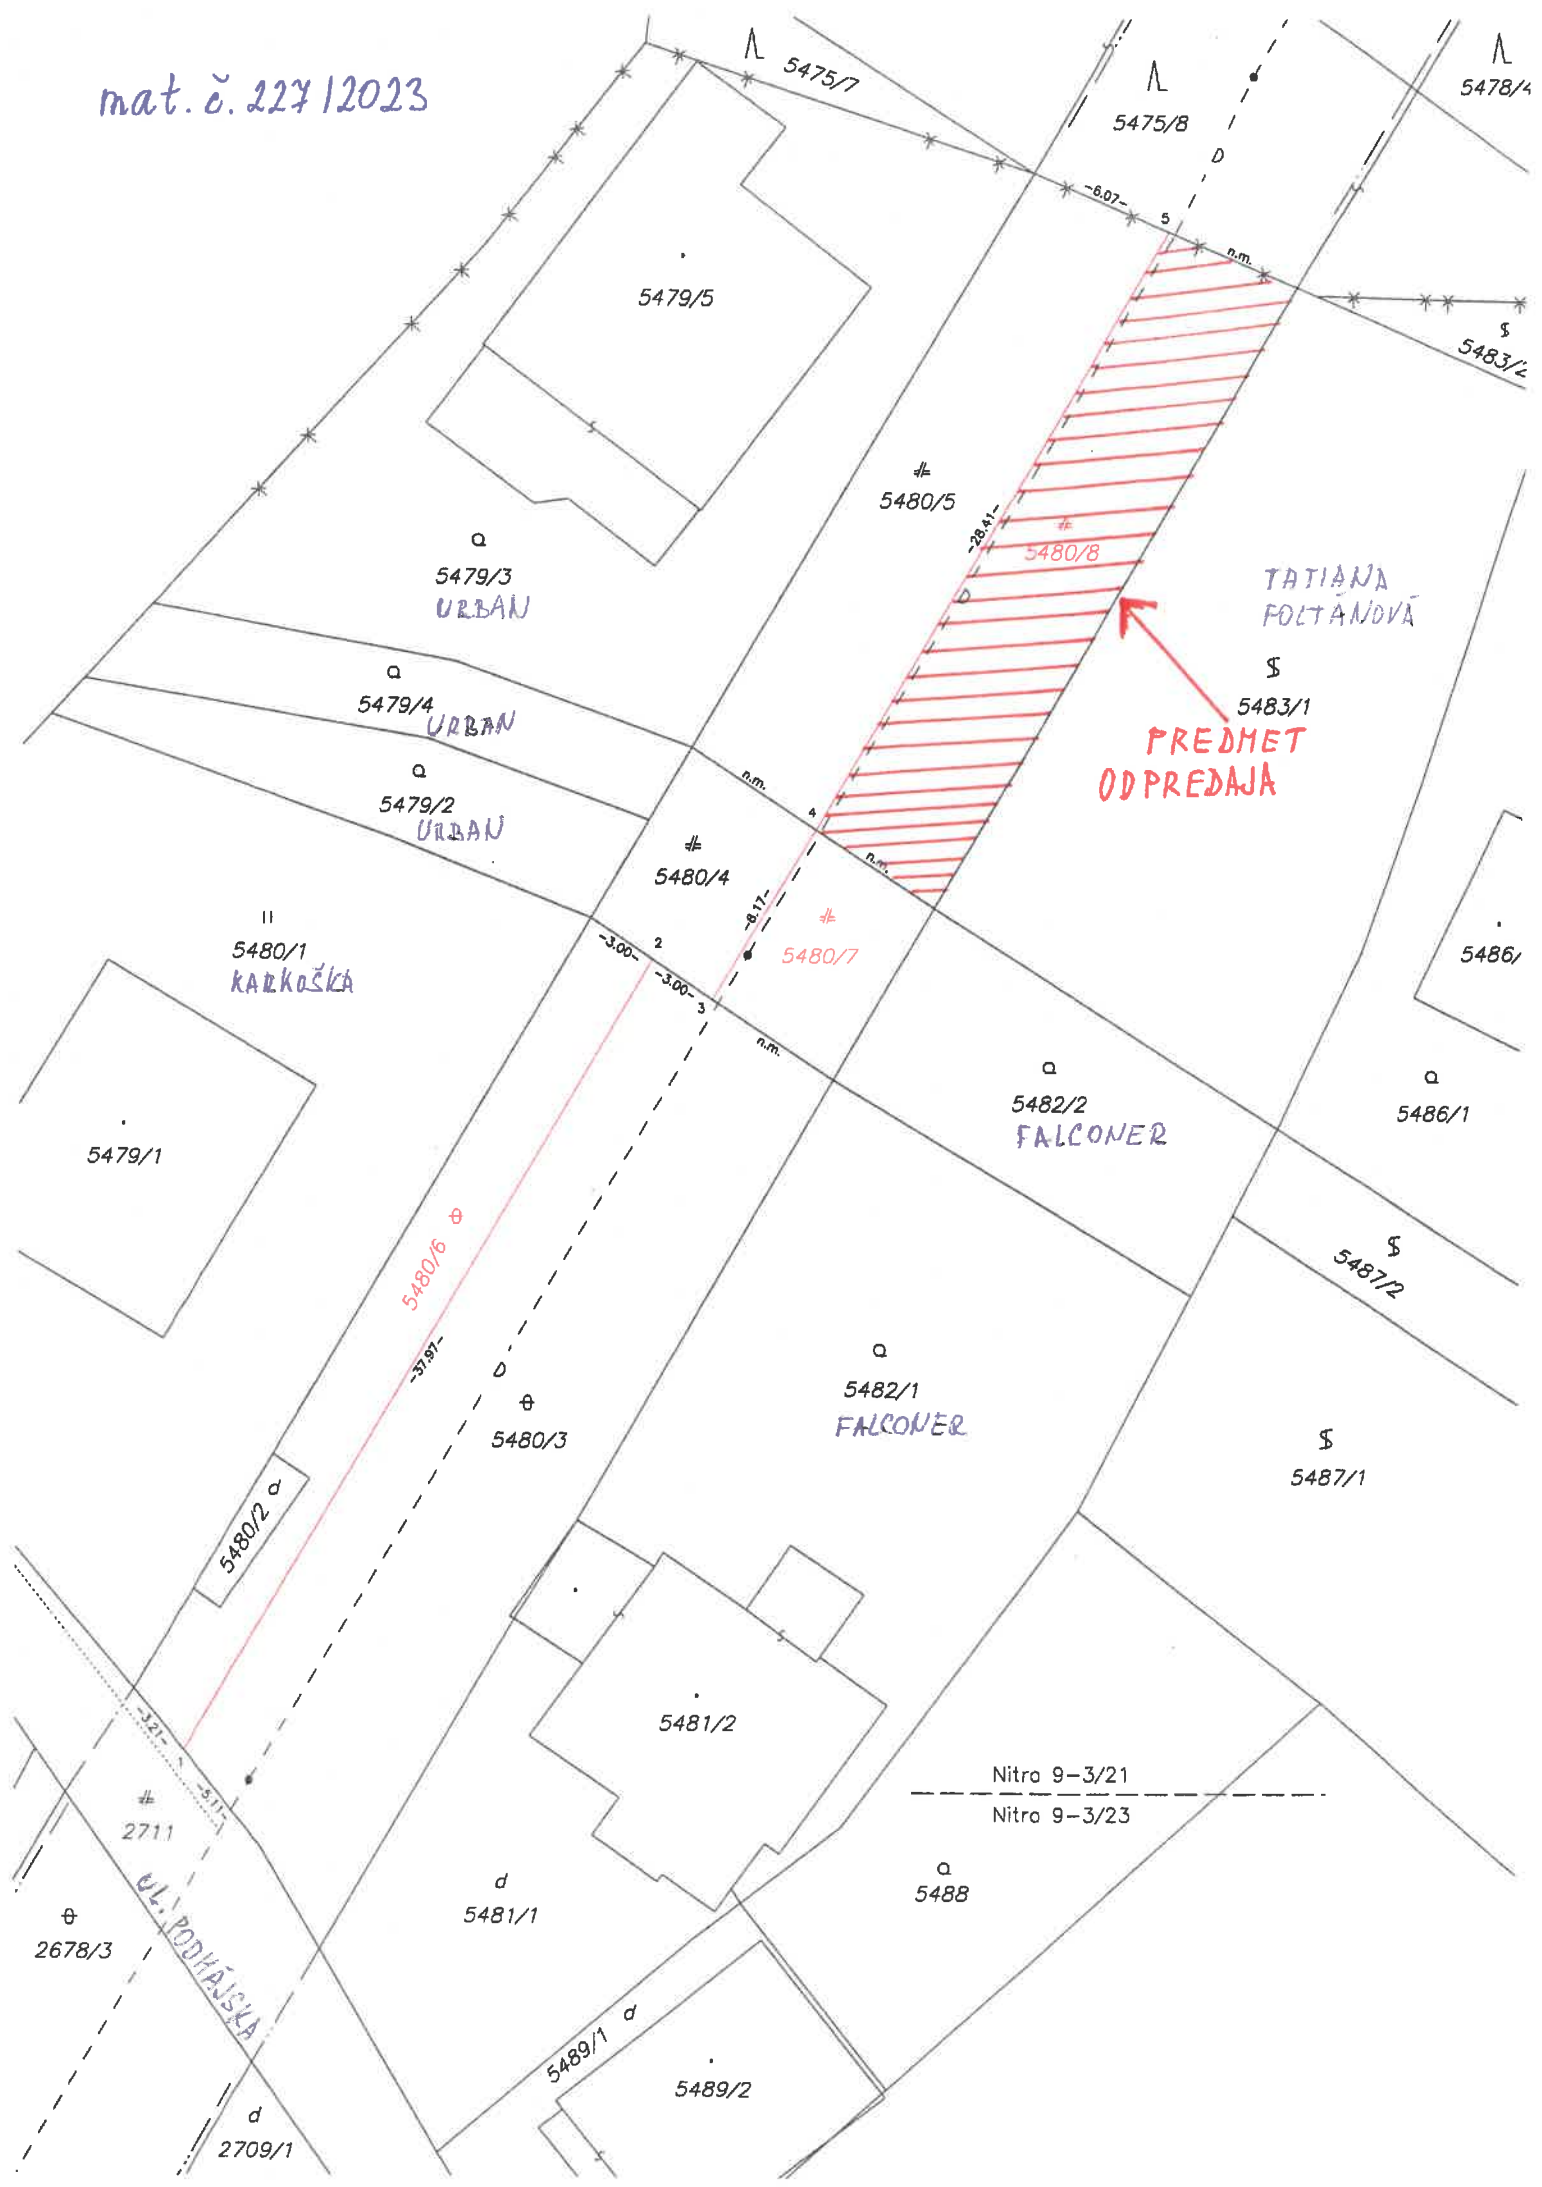 mat. č. 227/2023
5475/7
5475/8
5478/4
D
-6.07-
5
n.m.
5479/5
5483/2
5480/5
-28.41-
5480/8
D
5479/3
URBAN
TATIANA
FOLTÁNOVÁ
5483/1
PREDMET
ODPREDAJA
5479/4
URBAN
5479/2
URBAN
n.m.
4
n.m.
5480/4
-8.17-
5480/7
5480/1
KARKOŠKA
-3.00-
2
-3.00-
3
n.m.
5486/
5479/1
5482/2
FALCONER
5486/1
5480/6
5487/2
-37.97-
D
5480/3
5482/1
FALCONER
5487/1
5480/2
5481/2
-3.21-
1
-5.11-
2711
Nitra 9-3/21
Nitra 9-3/23
5481/1
5488
2678/3
UL. PODHÁJSKA
5489/1
5489/2
2709/1